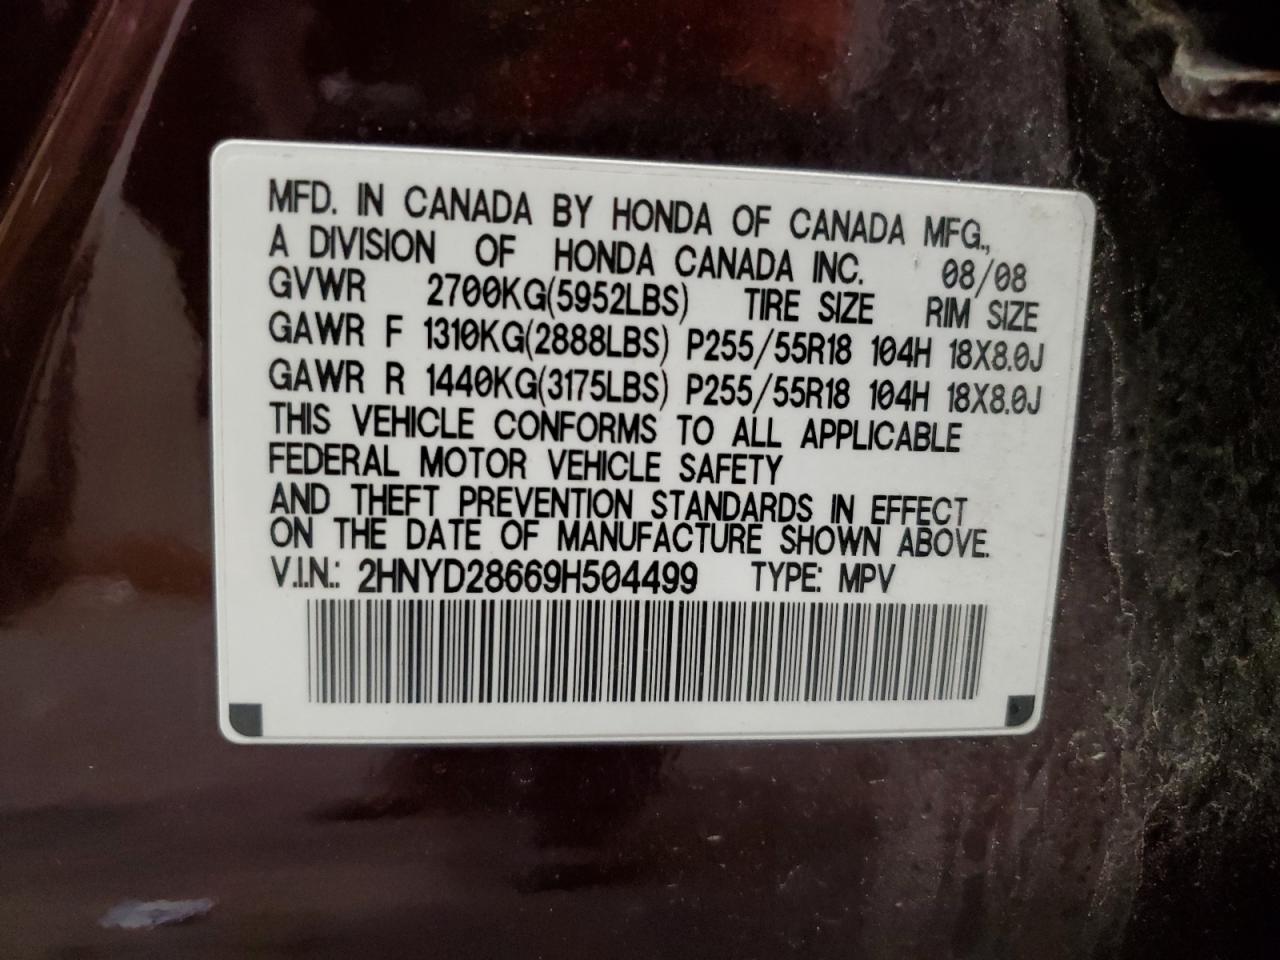 MFD. IN CANADA BY HONDA OF CANADA MFG.,
A DIVISION OF HONDA CANADA INC. 08/08
GVWR 2700KG(5952LBS) TIRE SIZE RIM SIZE
GAWR F 1310KG(2888LBS) P255/55R18 104H 18X8.0J
GAWR R 1440KG(3175LBS) P255/55R18 104H 18X8.0J
THIS VEHICLE CONFORMS TO ALL APPLICABLE
FEDERAL MOTOR VEHICLE SAFETY
AND THEFT PREVENTION STANDARDS IN EFFECT
ON THE DATE OF MANUFACTURE SHOWN ABOVE.
V.I.N.: 2HNYD28669H504499 TYPE: MPV